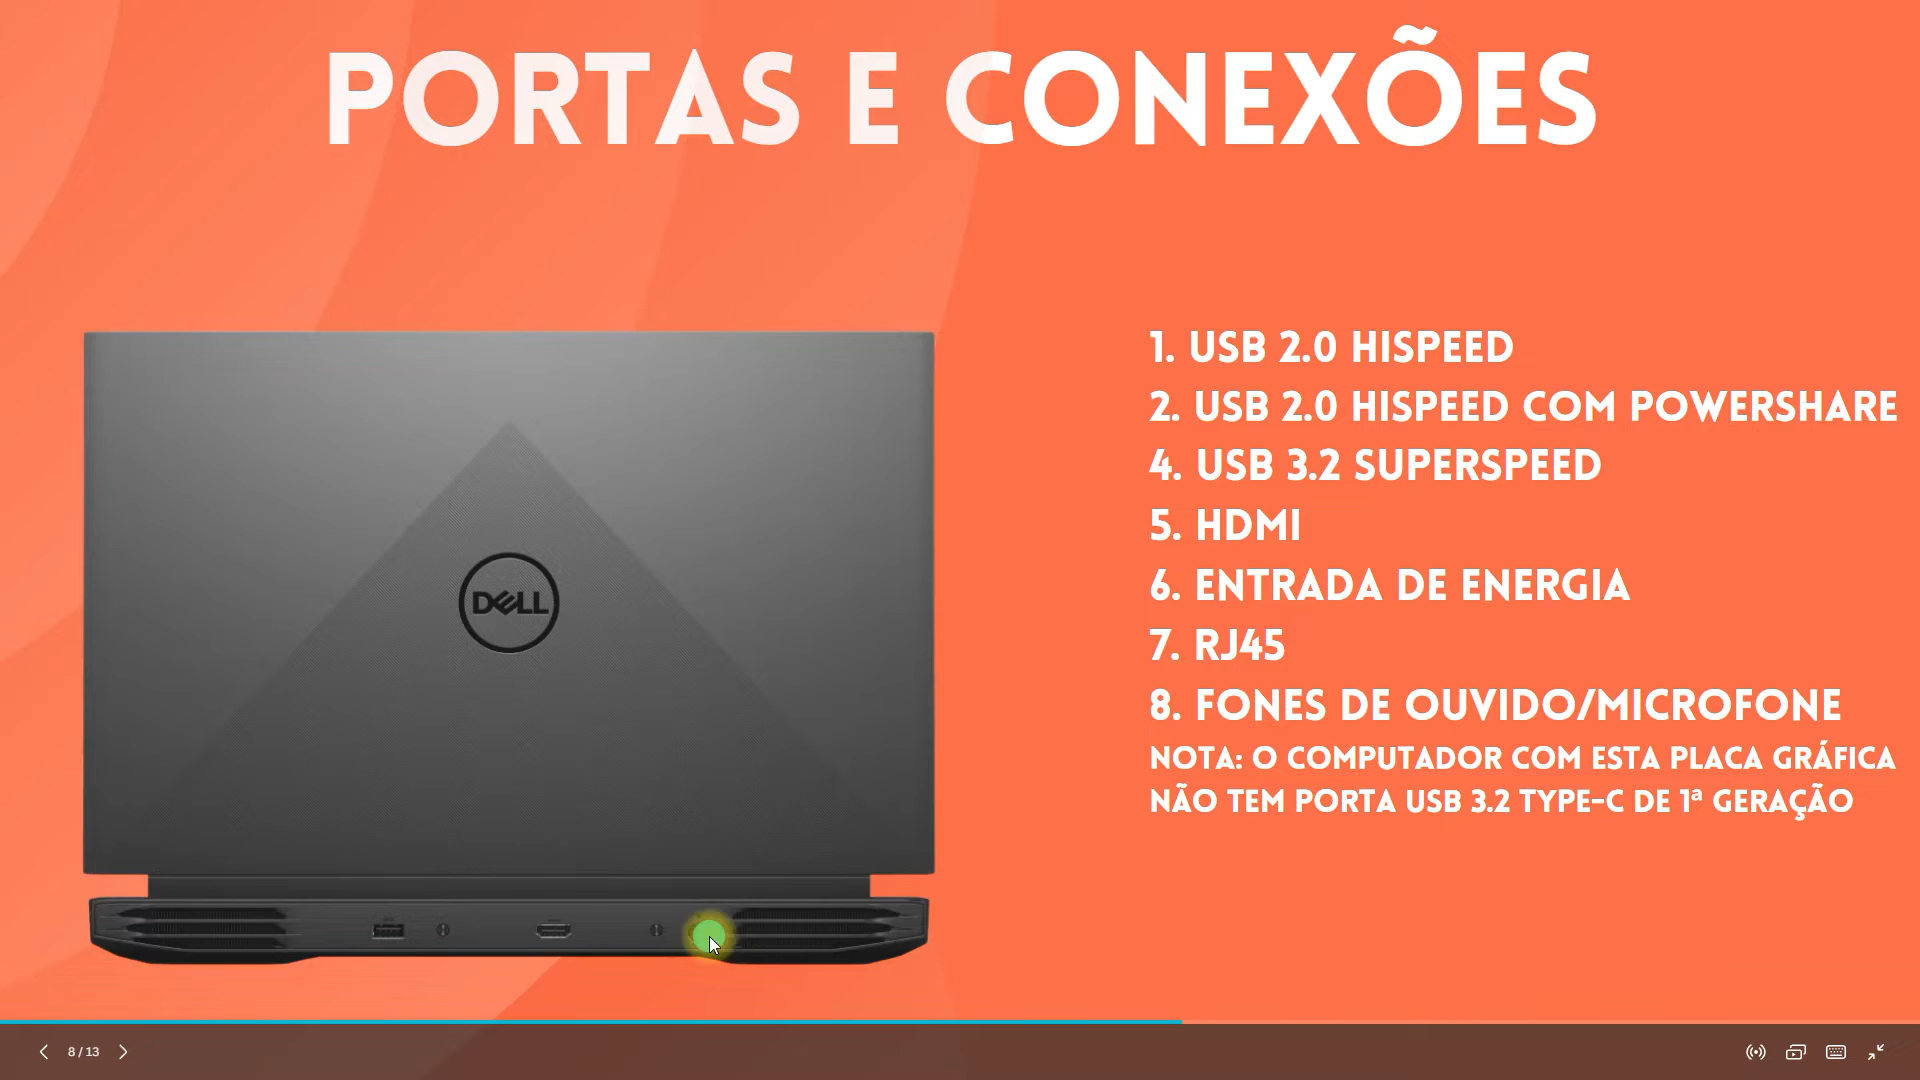 PORTAS E CONEXÕES
1. USB 2.0 HISPEED
2. USB 2.0 HISPEED COM POWERSHARE
4. USB 3.2 SUPERSPEED
5. HDMI
6. ENTRADA DE ENERGIA
7. RJ45
8. FONES DE OUVIDO/MICROFONE
NOTA: O COMPUTADOR COM ESTA PLACA GRÁFICA
NÃO TEM PORTA USB 3.2 TYPE-C DE 1ª GERAÇÃO
DELL
8 / 13